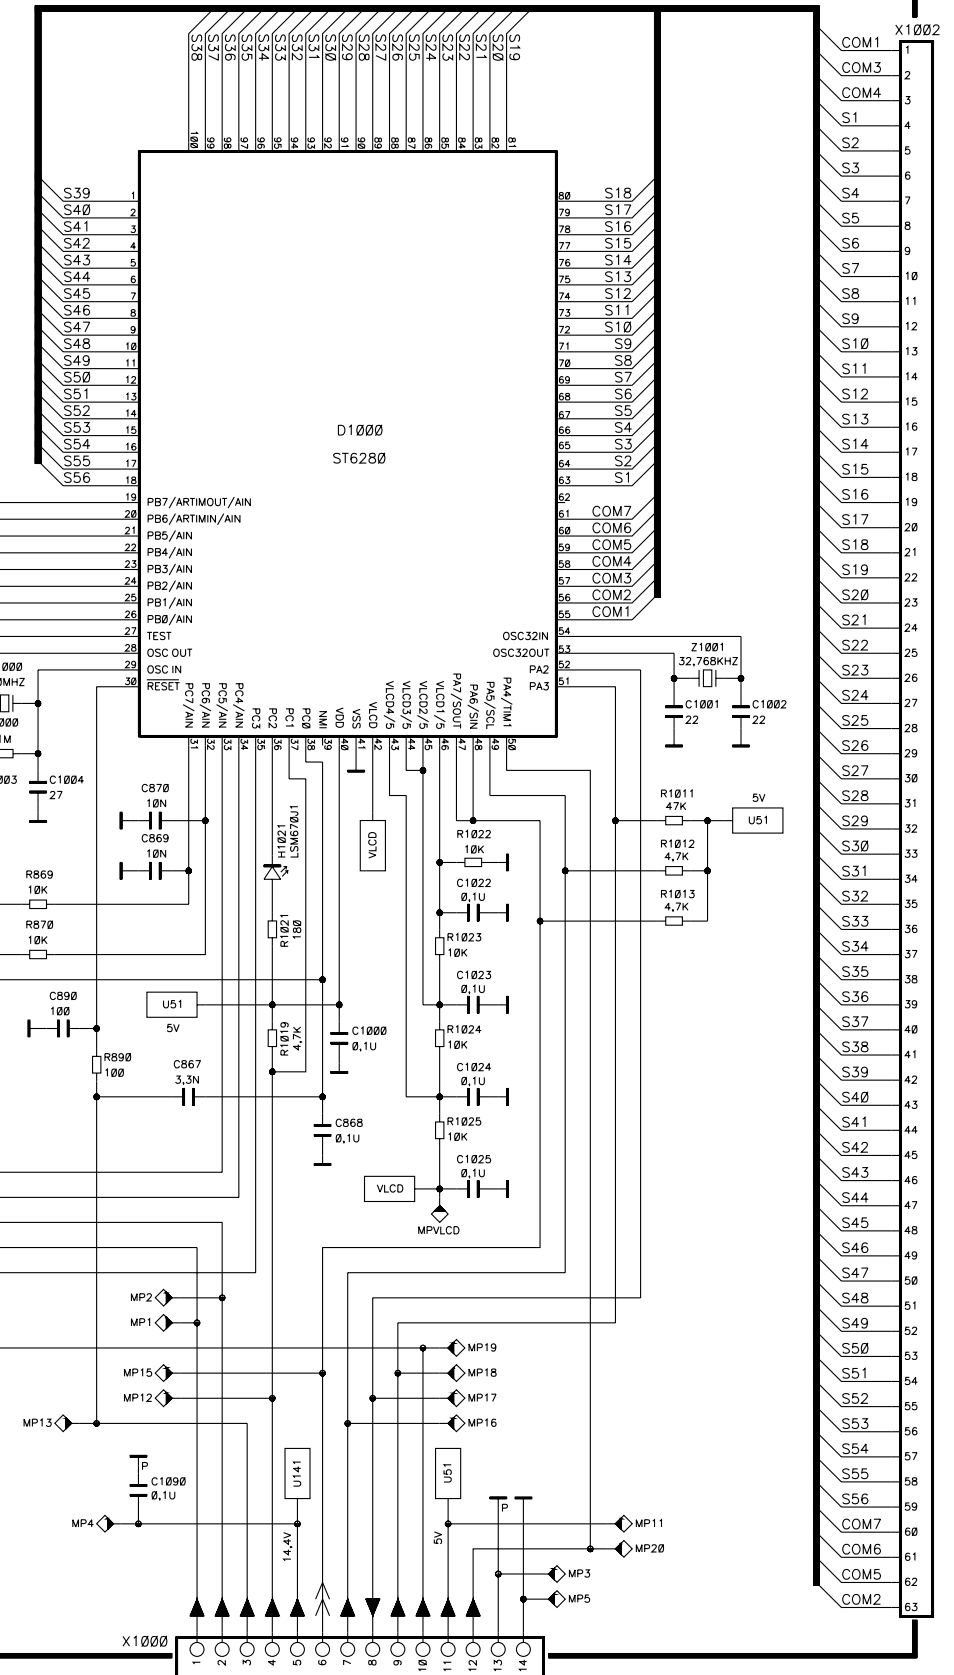 X1002
S38 S37 S36 S35 S34 S33 S32 S31 S30 S29 S28 S27 S26 S25 S24 S23 S22 S21 S20 S19
100 99 98 97 96 95 94 93 92 91 90 89 88 87 86 85 84 83 82 81
S39 1
S40 2
S41 3
S42 4
S43 5
S44 6
S45 7
S46 8
S47 9
S48 10
S49 11
S50 12
S51 13
S52 14
S53 15
S54 16
S55 17
S56 18
19 PB7/ARTIMOUT/AIN
20 PB6/ARTIMIN/AIN
21 PB5/AIN
22 PB4/AIN
23 PB3/AIN
24 PB2/AIN
25 PB1/AIN
26 PB0/AIN
27 TEST
28 OSC OUT
29 OSC IN
30 RESET
D1000
ST6280
80 S18
79 S17
78 S16
77 S15
76 S14
75 S13
74 S12
73 S11
72 S10
71 S9
70 S8
69 S7
68 S6
67 S5
66 S4
65 S3
64 S2
63 S1
62
61 COM7
60 COM6
59 COM5
58 COM4
57 COM3
56 COM2
55 COM1
OSC32IN 54
OSC32OUT 53
PA2 52
PA3 51
PC7/AIN PC6/AIN PC5/AIN PC4/AIN PC3 PC2 PC1 PC0 NMI VDD VSS VLCD VLCD4/5 VLCD3/5 VLCD2/5 VLCD1/5 PA7/SOUT PA6/SIN PA5/SCL PA4/TIM1
31 32 33 34 35 36 37 38 39 40 41 42 43 44 45 46 47 48 49 50
Z1001
32,768KHZ
C1001
22
C1002
22
000
0MHZ
000
1M
003
C1004
27
C870
10N
C869
10N
R869
10K
R870
10K
H1021
LSM670J1
R1021
180
VLCD
R1022
10K
C1022
0,1U
R1023
10K
C1023
0,1U
R1024
10K
C1024
0,1U
R1025
10K
C1025
0,1U
VLCD
MPVLCD
R1011
47K
R1012
4,7K
R1013
4,7K
5V
U51
C890
100
R890
100
U51
5V
R1019
4,7K
C1000
0,1U
C867
3,3N
C868
0,1U
MP2
MP1
MP15
MP12
MP13
MP19
MP18
MP17
MP16
P
C1090
0,1U
MP4
U141
14,4V
U51
5V
P
MP11
MP20
MP3
MP5
X1000
1 2 3 4 5 6 7 8 9 10 11 12 13 14
COM1 1
COM3 2
COM4 3
S1 4
S2 5
S3 6
S4 7
S5 8
S6 9
S7 10
S8 11
S9 12
S10 13
S11 14
S12 15
S13 16
S14 17
S15 18
S16 19
S17 20
S18 21
S19 22
S20 23
S21 24
S22 25
S23 26
S24 27
S25 28
S26 29
S27 30
S28 31
S29 32
S30 33
S31 34
S32 35
S33 36
S34 37
S35 38
S36 39
S37 40
S38 41
S39 42
S40 43
S41 44
S42 45
S43 46
S44 47
S45 48
S46 49
S47 50
S48 51
S49 52
S50 53
S51 54
S52 55
S53 56
S54 57
S55 58
S56 59
COM7 60
COM6 61
COM5 62
COM2 63